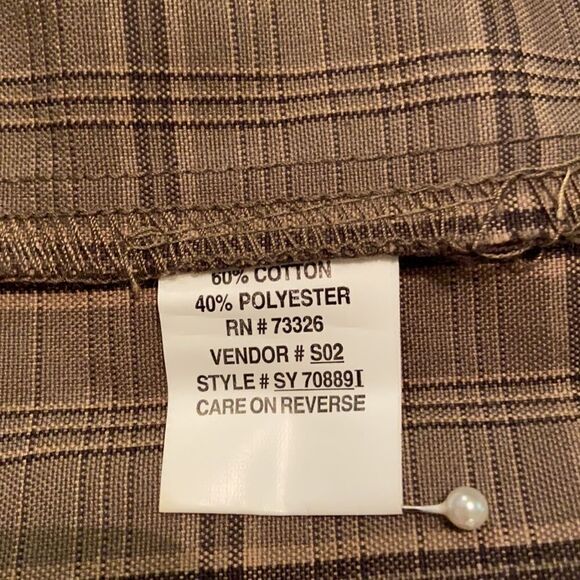 60% COTTON
40% POLYESTER
RN # 73326
VENDOR # S02
STYLE # SY 70889I
CARE ON REVERSE